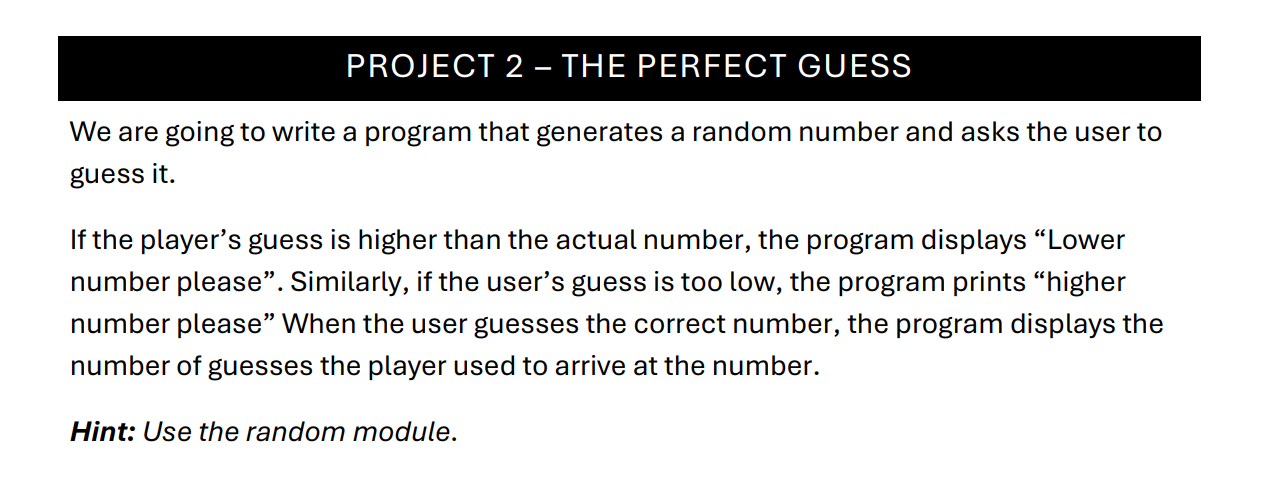 PROJECT 2 – THE PERFECT GUESS
We are going to write a program that generates a random number and asks the user to
guess it.
If the player’s guess is higher than the actual number, the program displays “Lower
number please”. Similarly, if the user’s guess is too low, the program prints “higher
number please” When the user guesses the correct number, the program displays the
number of guesses the player used to arrive at the number.
Hint: Use the random module.